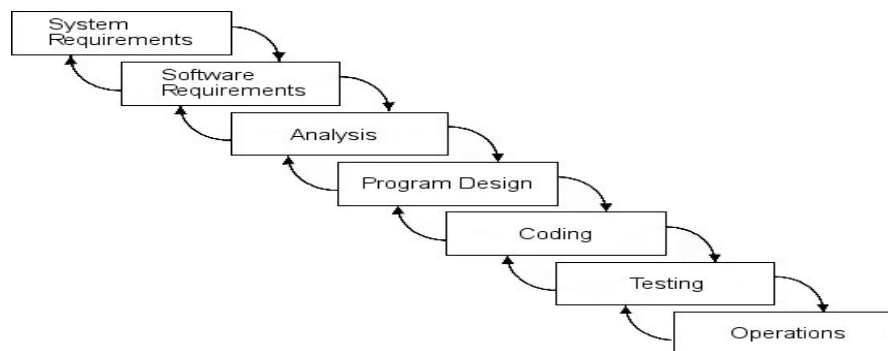 System
Requirements
Software
Requirements
Analysis
Program Design
Coding
Testing
Operations